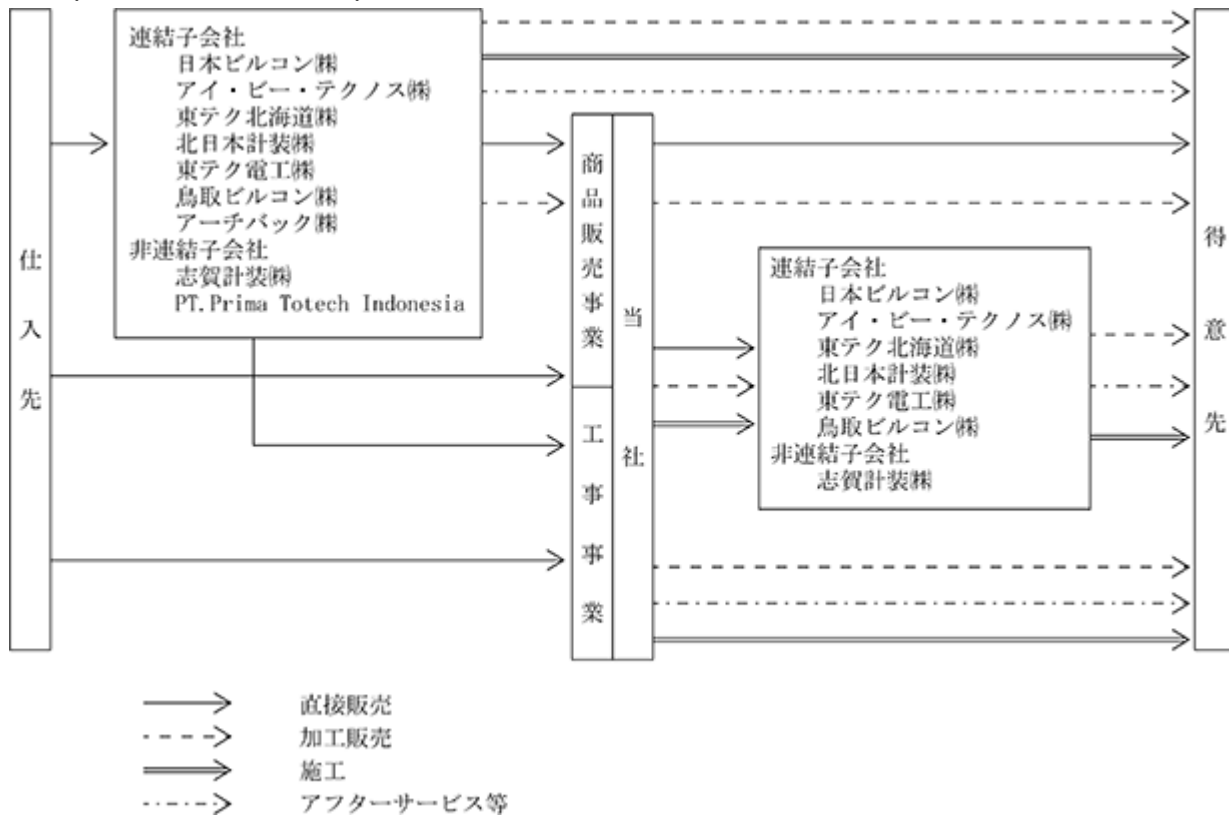 仕入先
連結子会社
日本ビルコン㈱
アイ・ビー・テクノス㈱
東テク北海道㈱
北日本計装㈱
東テク電工㈱
鳥取ビルコン㈱
アーチバック㈱
非連結子会社
志賀計装㈱
PT.Prima Totech Indonesia
商品販売事業
工事事業
当社
連結子会社
日本ビルコン㈱
アイ・ビー・テクノス㈱
東テク北海道㈱
北日本計装㈱
東テク電工㈱
鳥取ビルコン㈱
非連結子会社
志賀計装㈱
得意先
直接販売
加工販売
施工
アフターサービス等